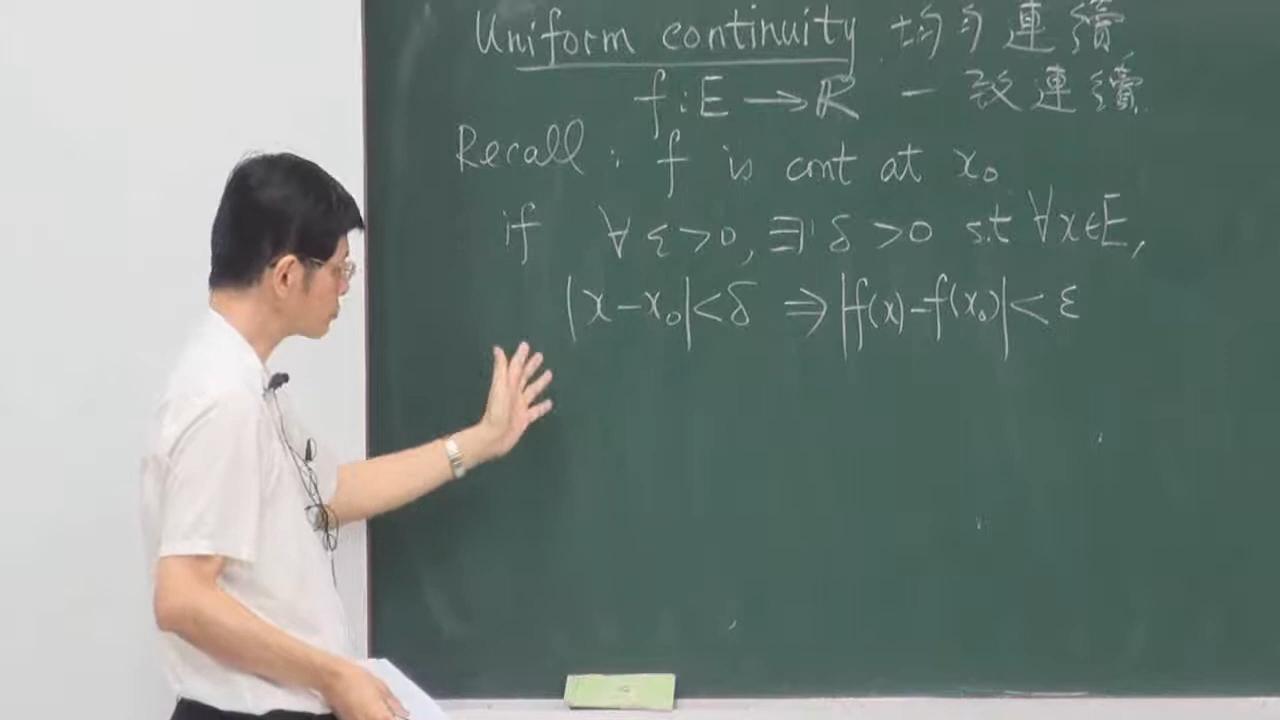 Uniform continuity 均勻連續
f : E → R 一致連續
Recall : f is cont at x₀
if ∀ ε > 0, ∃ δ > 0 s.t ∀x∈E,
|x - x₀| < δ ⇒ |f(x) - f(x₀)| < ε